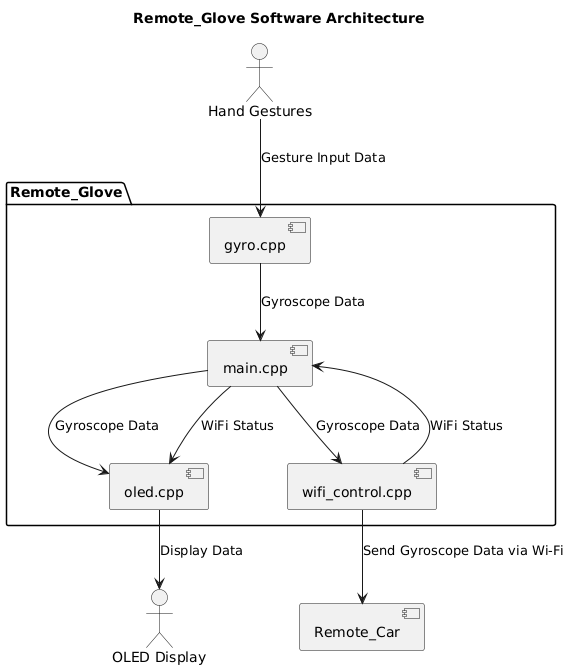 Remote_Glove Software Architecture
Hand Gestures
Gesture Input Data
Remote_Glove
gyro.cpp
Gyroscope Data
main.cpp
Gyroscope Data
WiFi Status
Gyroscope Data
WiFi Status
oled.cpp
wifi_control.cpp
Display Data
Send Gyroscope Data via Wi-Fi
OLED Display
Remote_Car